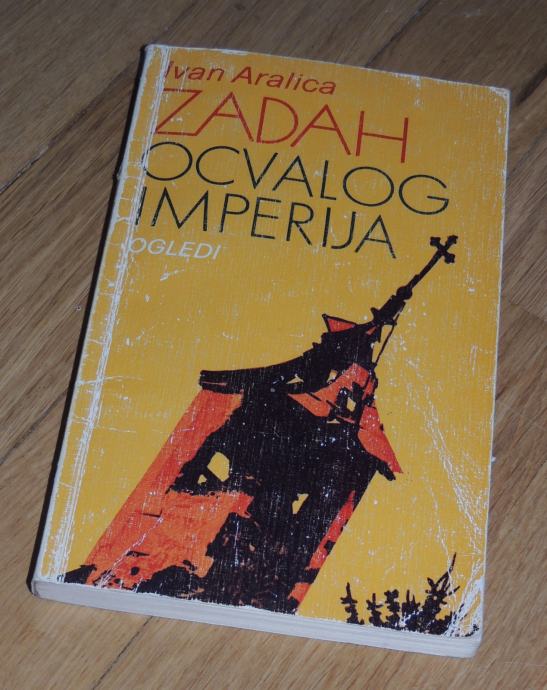 Ivan Aralica
ZADAH
OCVALOG
IMPERIJA
OGLEDI